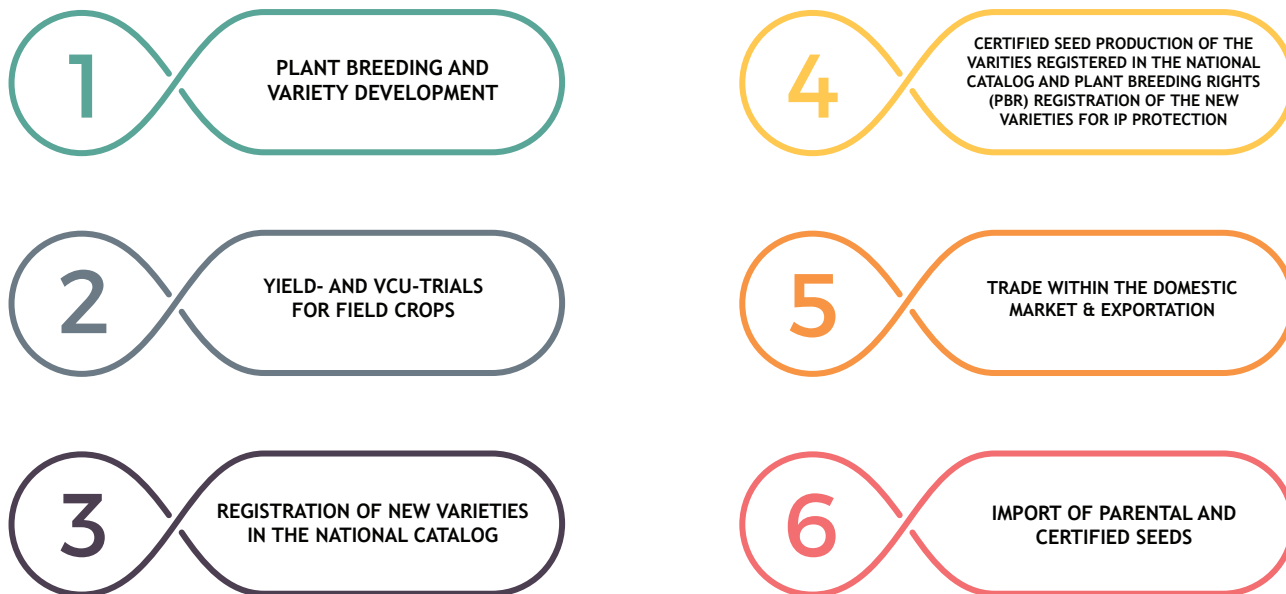 1
PLANT BREEDING AND
VARIETY DEVELOPMENT
2
YIELD- AND VCU-TRIALS
FOR FIELD CROPS
3
REGISTRATION OF NEW VARIETIES
IN THE NATIONAL CATALOG
4
CERTIFIED SEED PRODUCTION OF THE
VARITIES REGISTERED IN THE NATIONAL
CATALOG AND PLANT BREEDING RIGHTS
(PBR) REGISTRATION OF THE NEW
VARIETIES FOR IP PROTECTION
5
TRADE WITHIN THE DOMESTIC
MARKET & EXPORTATION
6
IMPORT OF PARENTAL AND
CERTIFIED SEEDS